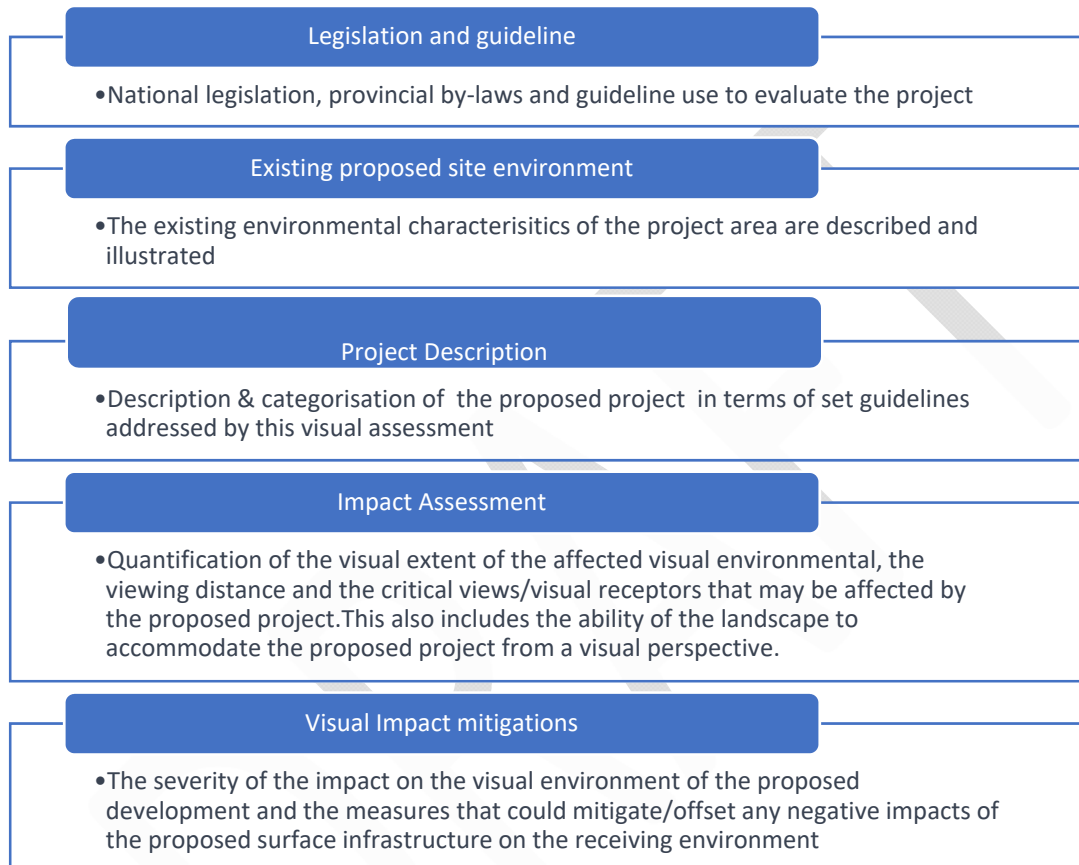 Legislation and guideline
•National legislation, provincial by-laws and guideline use to evaluate the project
Existing proposed site environment
•The existing environmental characterisitics of the project area are described and
illustrated
Project Description
•Description & categorisation of the proposed project in terms of set guidelines
addressed by this visual assessment
Impact Assessment
•Quantification of the visual extent of the affected visual environmental, the
viewing distance and the critical views/visual receptors that may be affected by
the proposed project.This also includes the ability of the landscape to
accommodate the proposed project from a visual perspective.
Visual Impact mitigations
•The severity of the impact on the visual environment of the proposed
development and the measures that could mitigate/offset any negative impacts of
the proposed surface infrastructure on the receiving environment